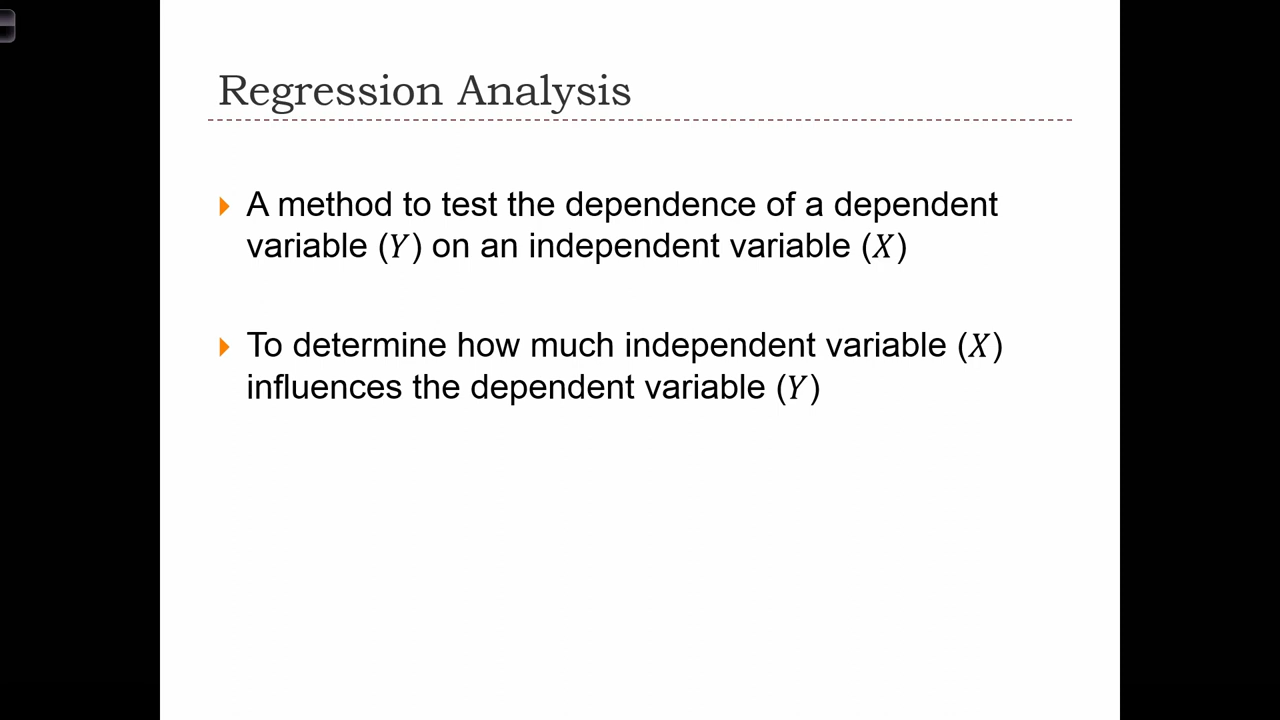 Regression Analysis
A method to test the dependence of a dependent
variable (Y) on an independent variable (X)
To determine how much independent variable (X)
influences the dependent variable (Y)